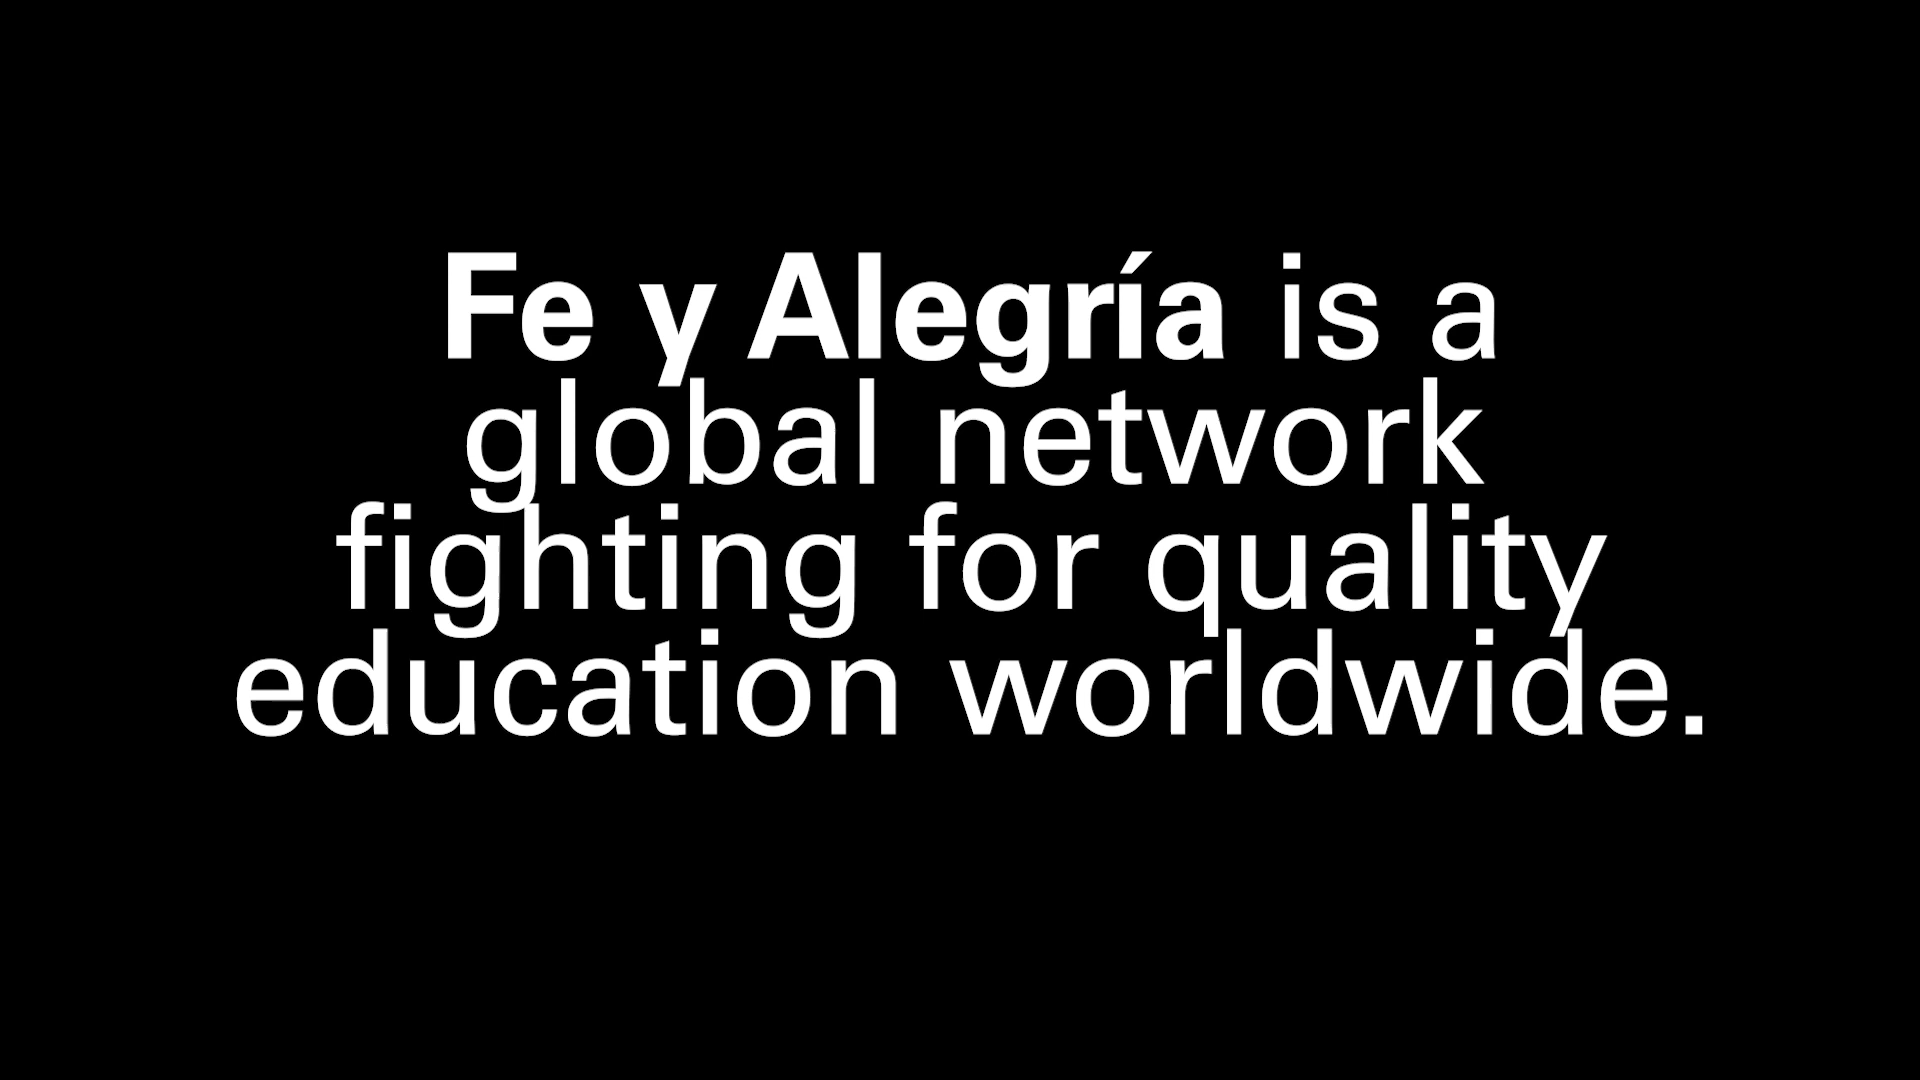 Fe y Alegría is a
global network
fighting for quality
education worldwide.